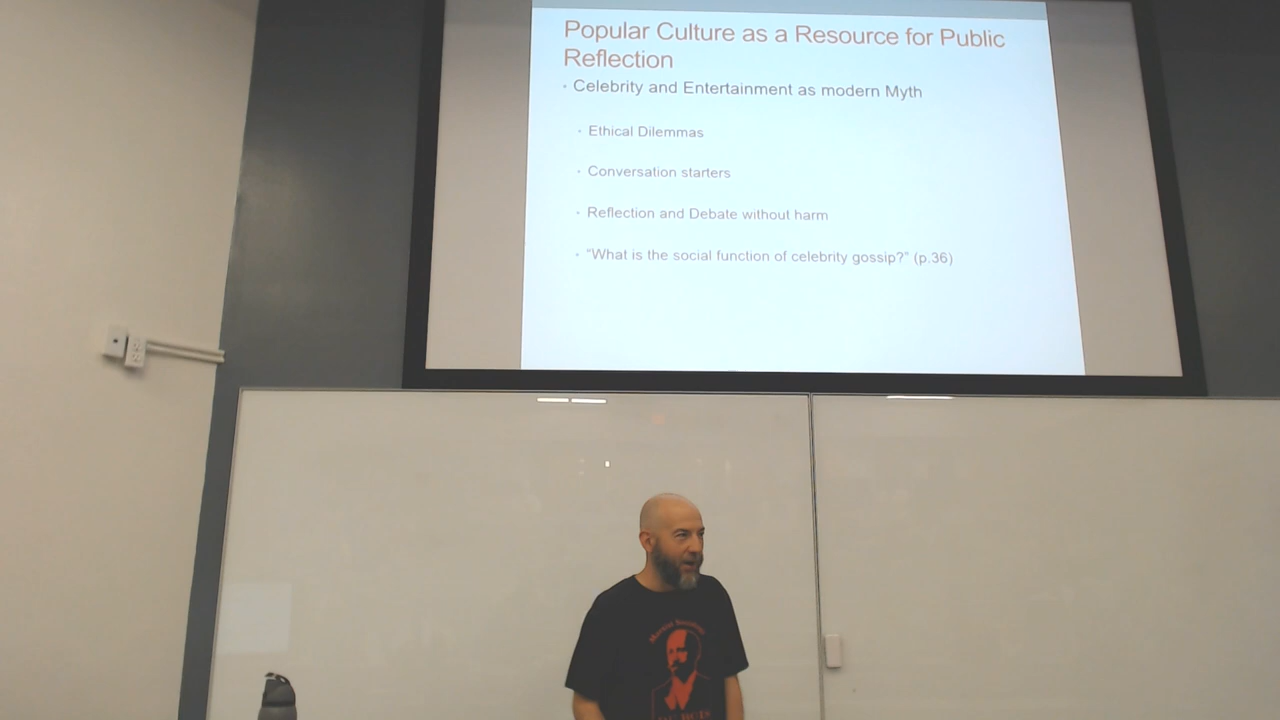 Popular Culture as a Resource for Public
Reflection
• Celebrity and Entertainment as modern Myth
• Ethical Dilemmas
• Conversation starters
• Reflection and Debate without harm
• "What is the social function of celebrity gossip?" (p.36)